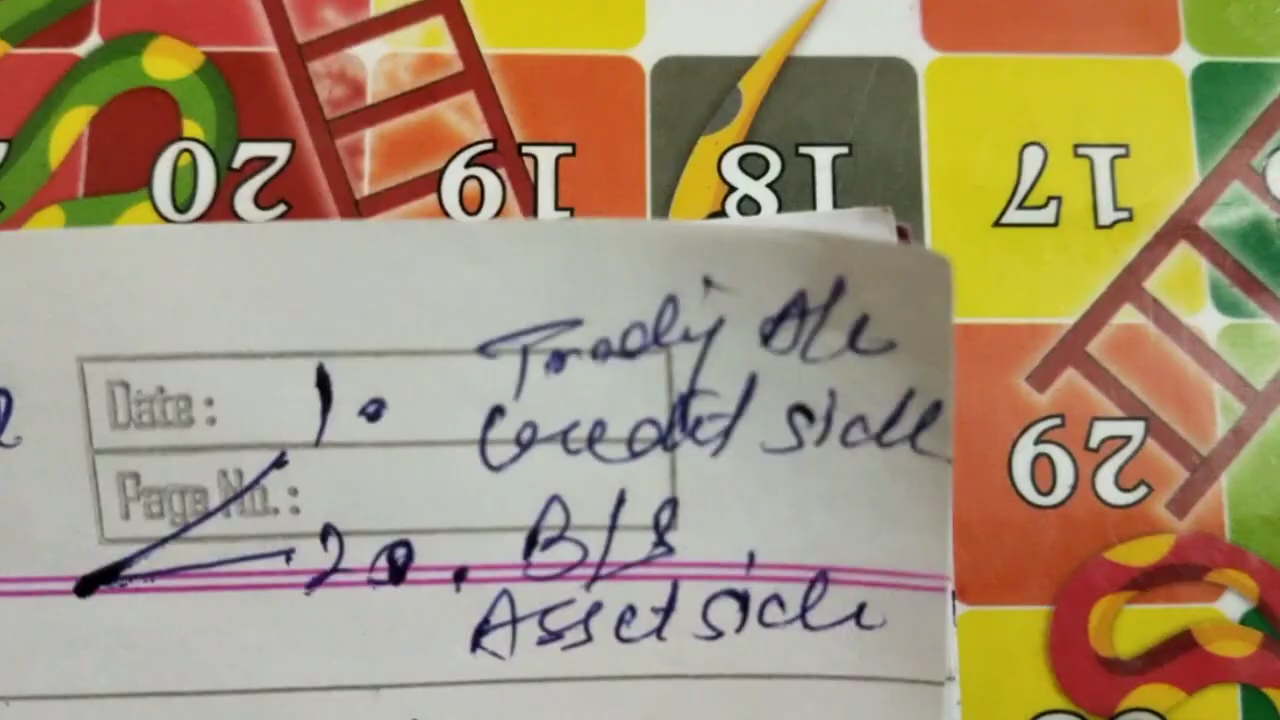 20 19 18 17
Trading A/c
Date: 1.
credit side
29
Page No.:
2. B/S
Asset side